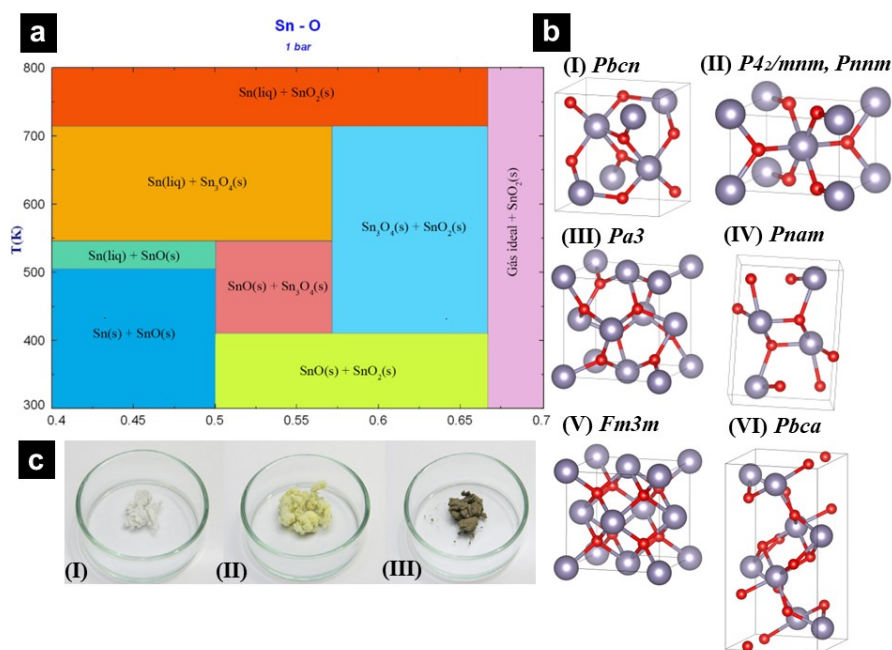 a
Sn - O
1 bar
T(K)
800
700
600
500
400
300
0.4
0.45
0.5
0.55
0.6
0.65
0.7
Sn(liq) + SnO₂(s)
Sn(liq) + Sn₃O₄(s)
Sn₃O₄(s) + SnO₂(s)
Sn(liq) + SnO(s)
SnO(s) + Sn₃O₄(s)
Sn(s) + SnO(s)
SnO(s) + SnO₂(s)
Gás ideal + SnO₂(s)
b
(I) Pbcn
(II) P4₂/mnm, Pnnm
(III) Pa3
(IV) Pnam
(V) Fm3m
(VI) Pbca
c
(I)
(II)
(III)